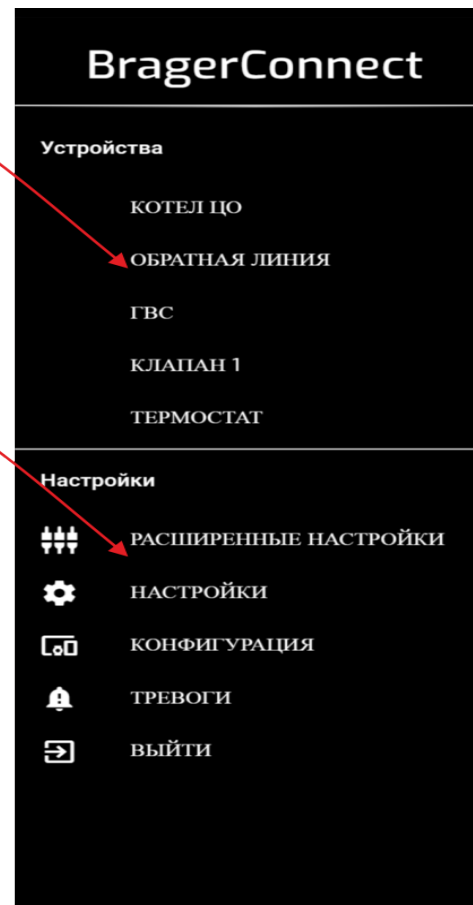 BragerConnect
Устройства
КОТЕЛ ЦО
ОБРАТНАЯ ЛИНИЯ
ГВС
КЛАПАН 1
ТЕРМОСТАТ
Настройки
РАСШИРЕННЫЕ НАСТРОЙКИ
НАСТРОЙКИ
КОНФИГУРАЦИЯ
ТРЕВОГИ
ВЫЙТИ